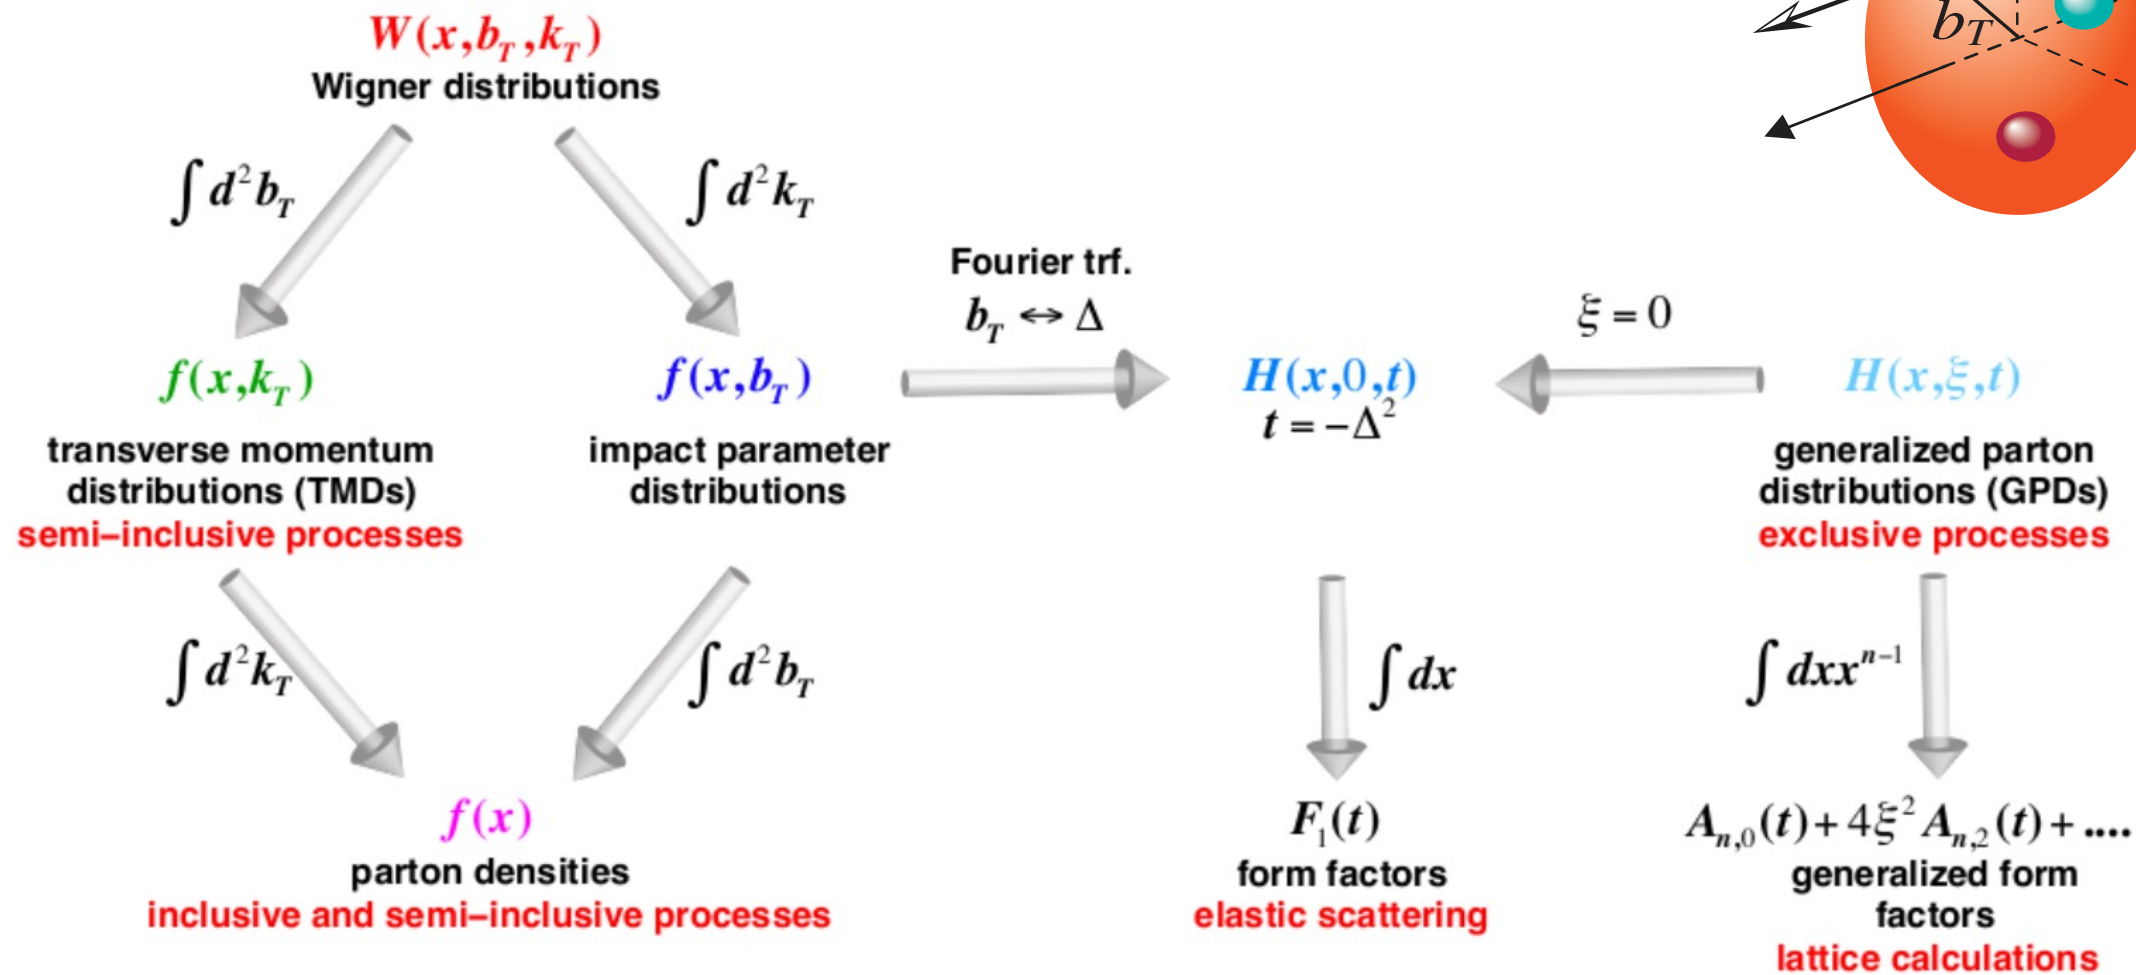 W(x,b_T,k_T)
Wigner distributions
b_T
∫d²b_T
∫d²k_T
Fourier trf.
b_T ↔ Δ
ξ = 0
f(x,k_T)
transverse momentum
distributions (TMDs)
semi–inclusive processes
f(x,b_T)
impact parameter
distributions
H(x,0,t)
t = −Δ²
H(x,ξ,t)
generalized parton
distributions (GPDs)
exclusive processes
∫d²k_T
∫d²b_T
∫dx
∫dxxⁿ⁻¹
f(x)
parton densities
inclusive and semi–inclusive processes
F₁(t)
form factors
elastic scattering
A_{n,0}(t)+4ξ²A_{n,2}(t)+....
generalized form
factors
lattice calculations